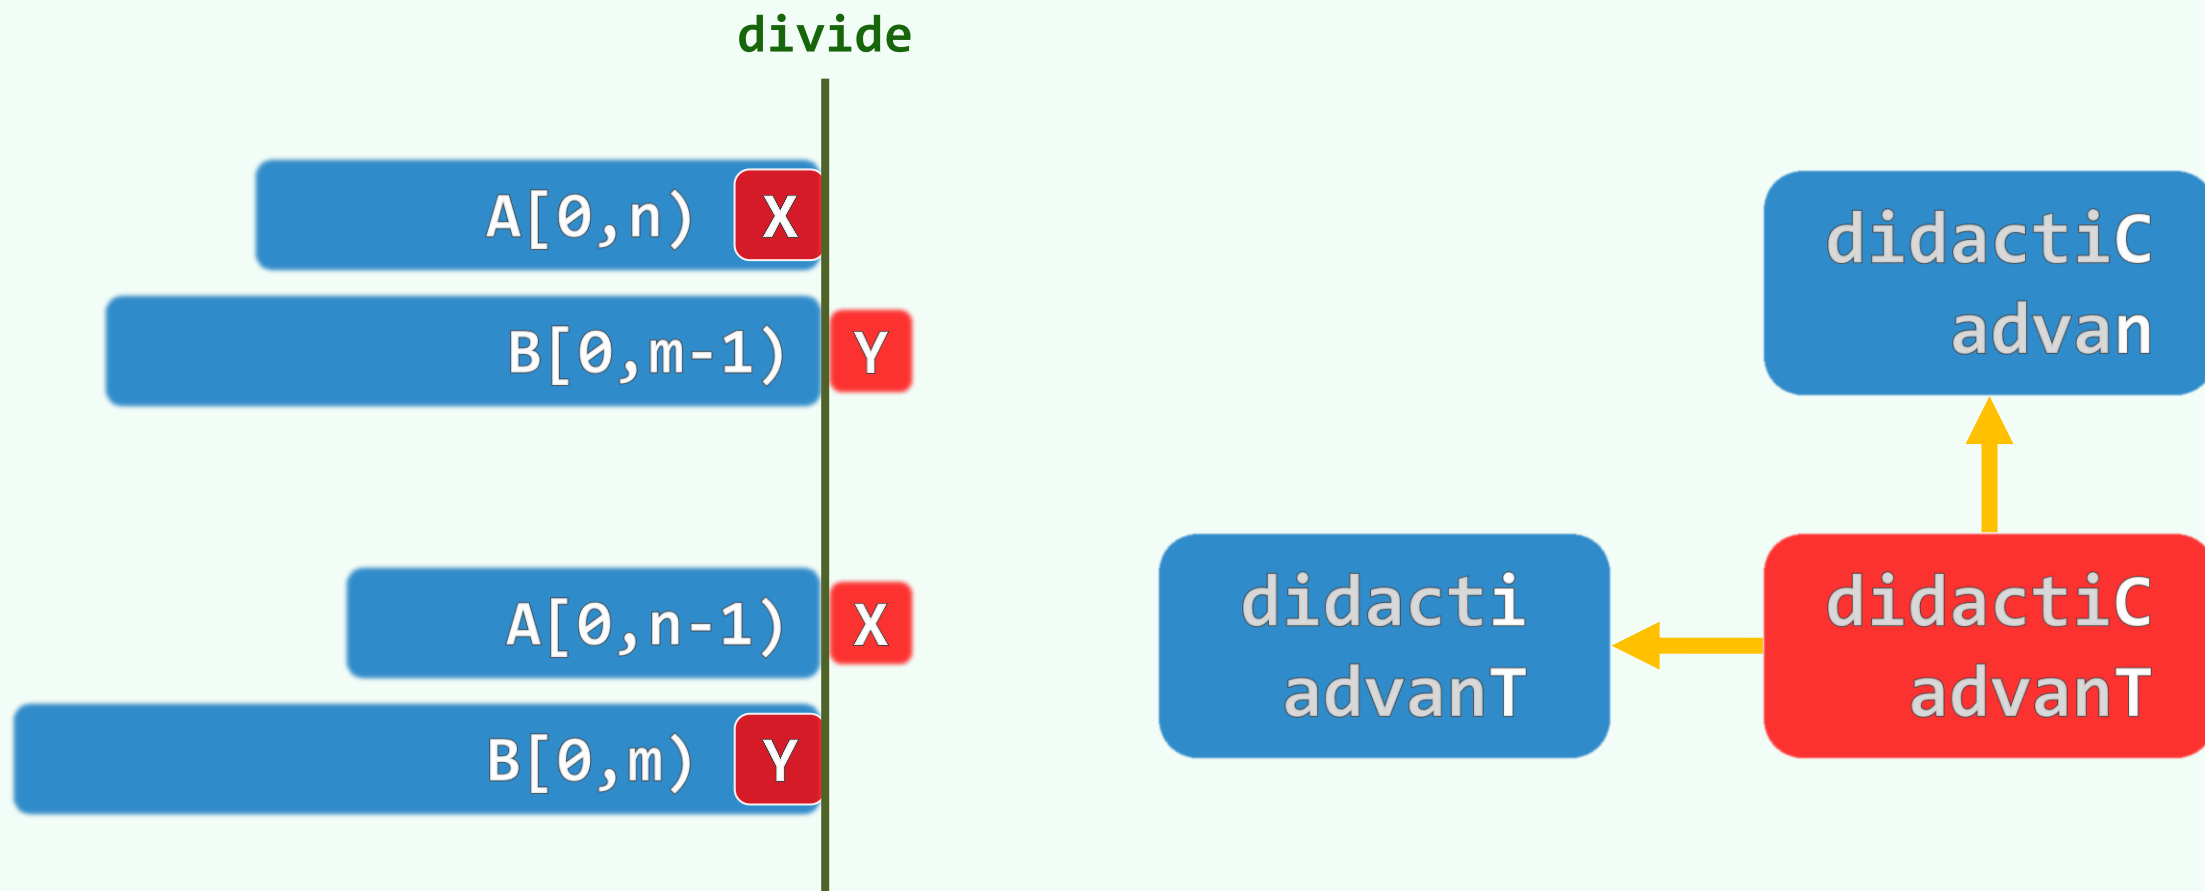 divide
A[0,n) X
B[0,m-1) Y
A[0,n-1) X
B[0,m) Y
didactiC
advan
didacti
advanT
didactiC
advanT